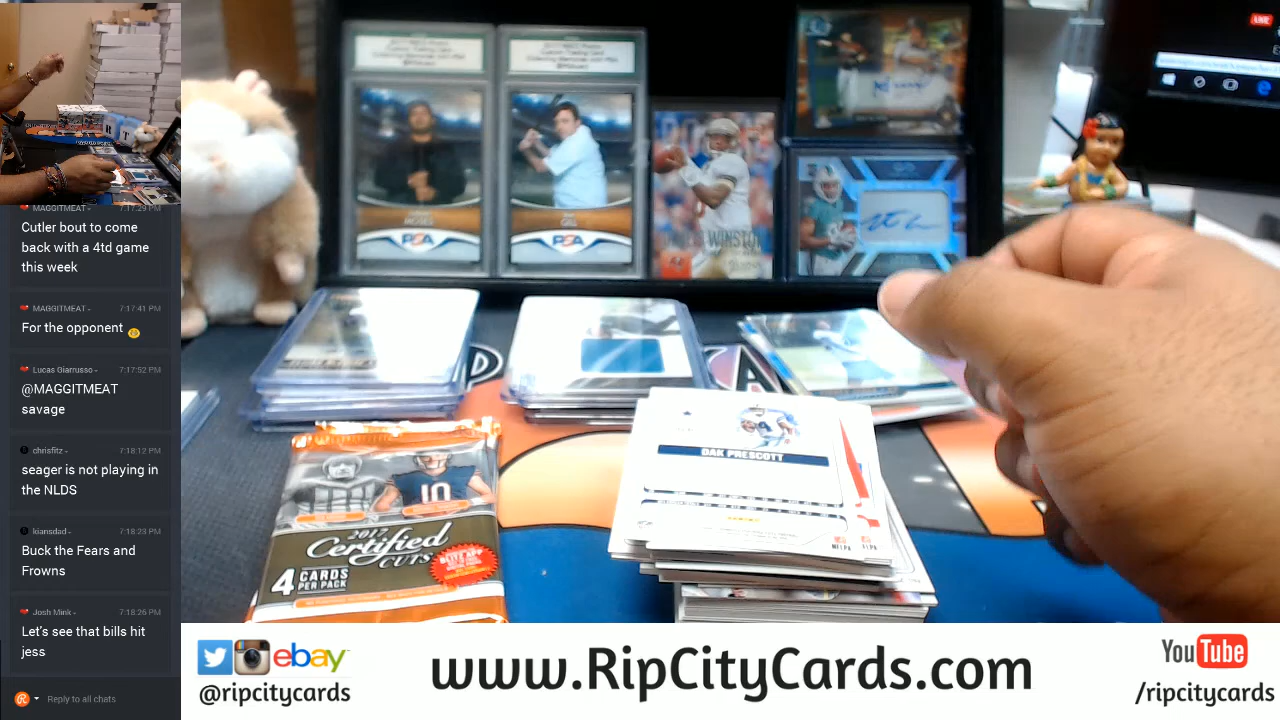 MAGGITMEAT - 7:17:29 PM
Cutler bout to come
back with a 4td game
this week
MAGGITMEAT - 7:17:41 PM
For the opponent
Lucas Giarrusso - 7:17:52 PM
@MAGGITMEAT
savage
chrisfitz - 7:18:12 PM
seager is not playing in
the NLDS
kiansdad - 7:18:23 PM
Buck the Fears and
Frowns
Josh Mink - 7:18:26 PM
Let's see that bills hit
jess
Reply to all chats
LIVE
PSA
PSA
WINSTON
DAK PRESCOTT
10
2017
Certified
CUTS
4 CARDS
PER PACK
ebay
@ripcitycards
www.RipCityCards.com
YouTube
/ripcitycards